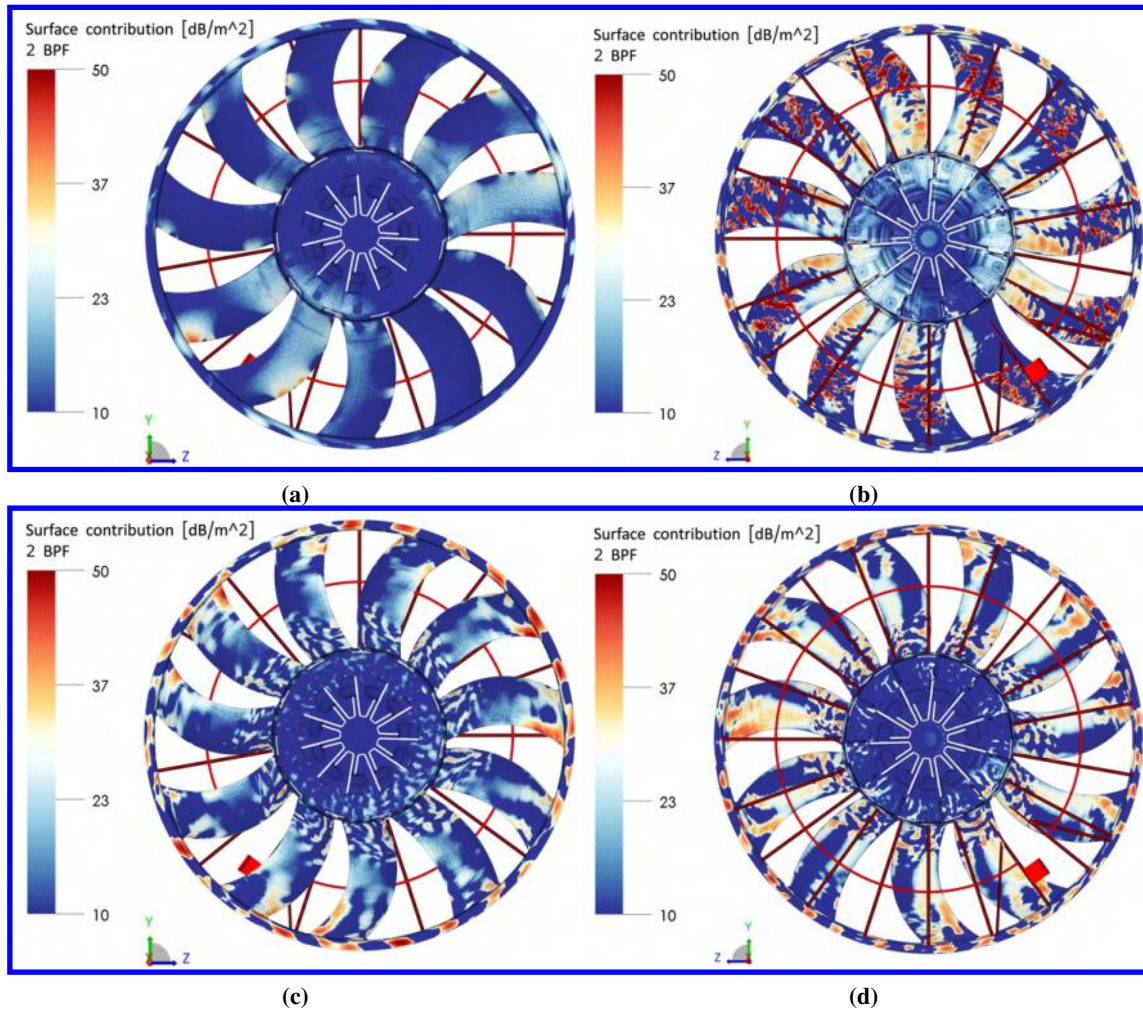 Surface contribution [dB/m^2]
2 BPF
50
37
23
10
Y
Z
(a)
Surface contribution [dB/m^2]
2 BPF
50
37
23
10
Y
Z
(b)
Surface contribution [dB/m^2]
2 BPF
50
37
23
10
Y
Z
(c)
Surface contribution [dB/m^2]
2 BPF
50
37
23
10
Y
Z
(d)